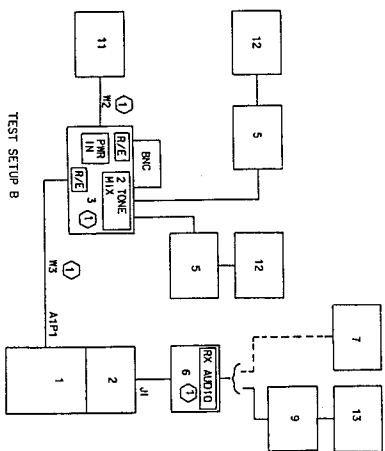 7
13
12
12
5
5
9
RX AUDIO
6 1
BNC
2 TONE
MIX
R/E
PWR
IN
R/E
3 1
11
W2 1
W3 1
A1P1
J1
1
2
TEST SETUP B